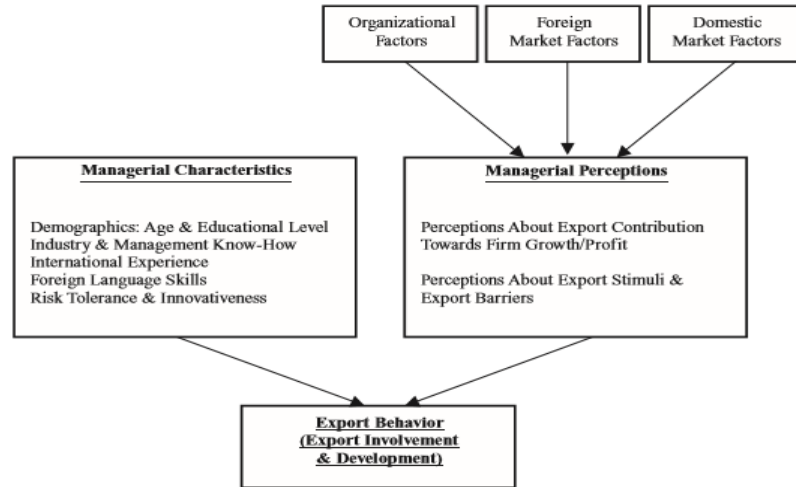 Organizational
Factors
Foreign
Market Factors
Domestic
Market Factors
Managerial Characteristics
Demographics: Age & Educational Level
Industry & Management Know-How
International Experience
Foreign Language Skills
Risk Tolerance & Innovativeness
Managerial Perceptions
Perceptions About Export Contribution
Towards Firm Growth/Profit
Perceptions About Export Stimuli &
Export Barriers
Export Behavior
(Export Involvement
& Development)